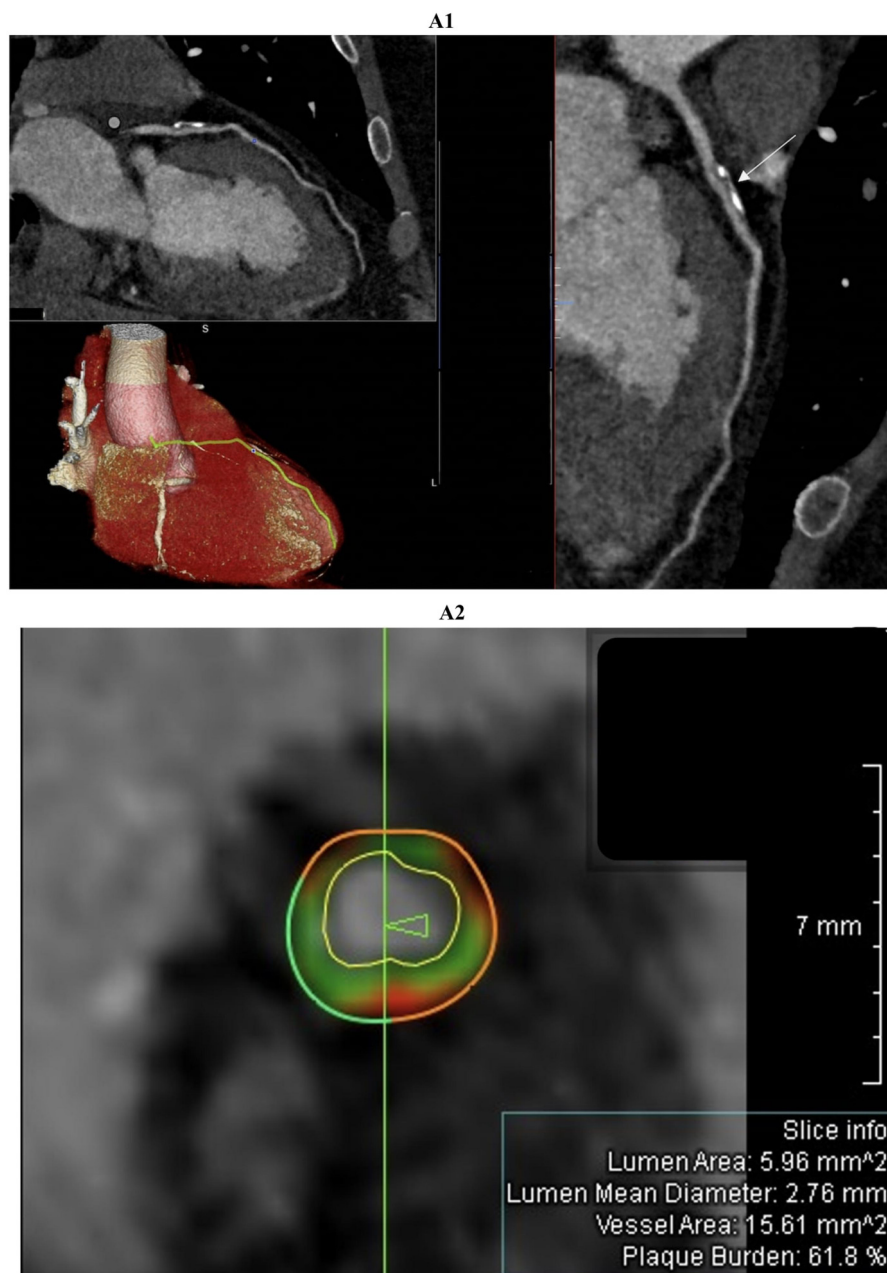 A1
S
L
A2
7 mm
Slice info
Lumen Area: 5.96 mm^2
Lumen Mean Diameter: 2.76 mm
Vessel Area: 15.61 mm^2
Plaque Burden: 61.8 %